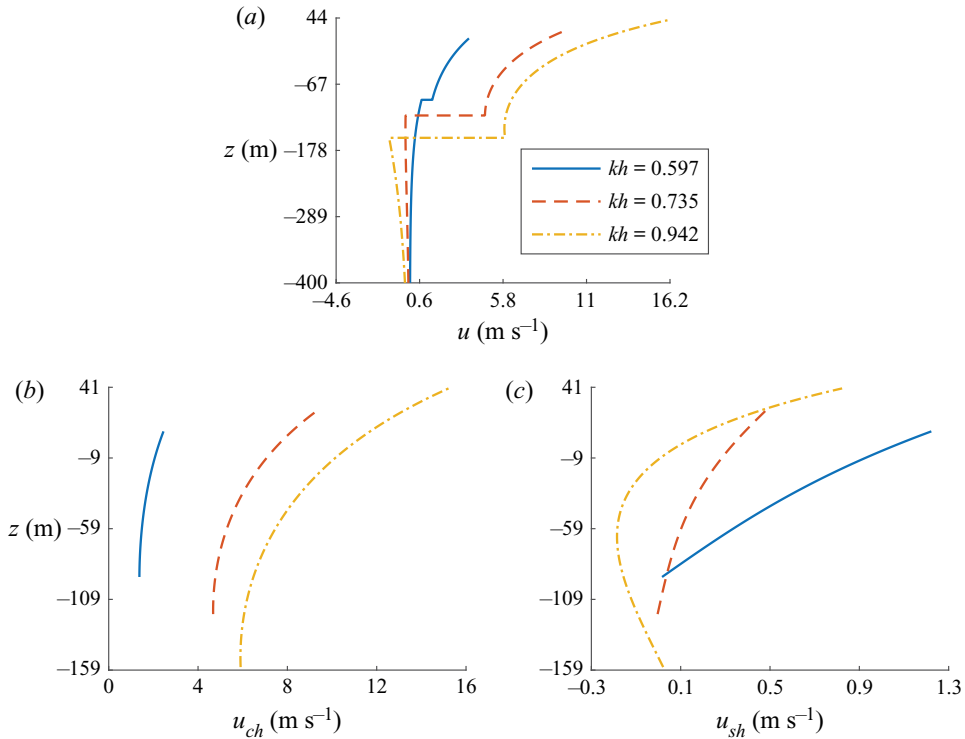 (a)
44
−67
−178
−289
−400
z (m)
−4.6 0.6 5.8 11 16.2
u (m s⁻¹)
kh = 0.597
kh = 0.735
kh = 0.942
(b)
41
−9
−59
−109
−159
z (m)
0 4 8 12 16
u_ch (m s⁻¹)
(c)
41
−9
−59
−109
−159
−0.3 0.1 0.5 0.9 1.3
u_sh (m s⁻¹)